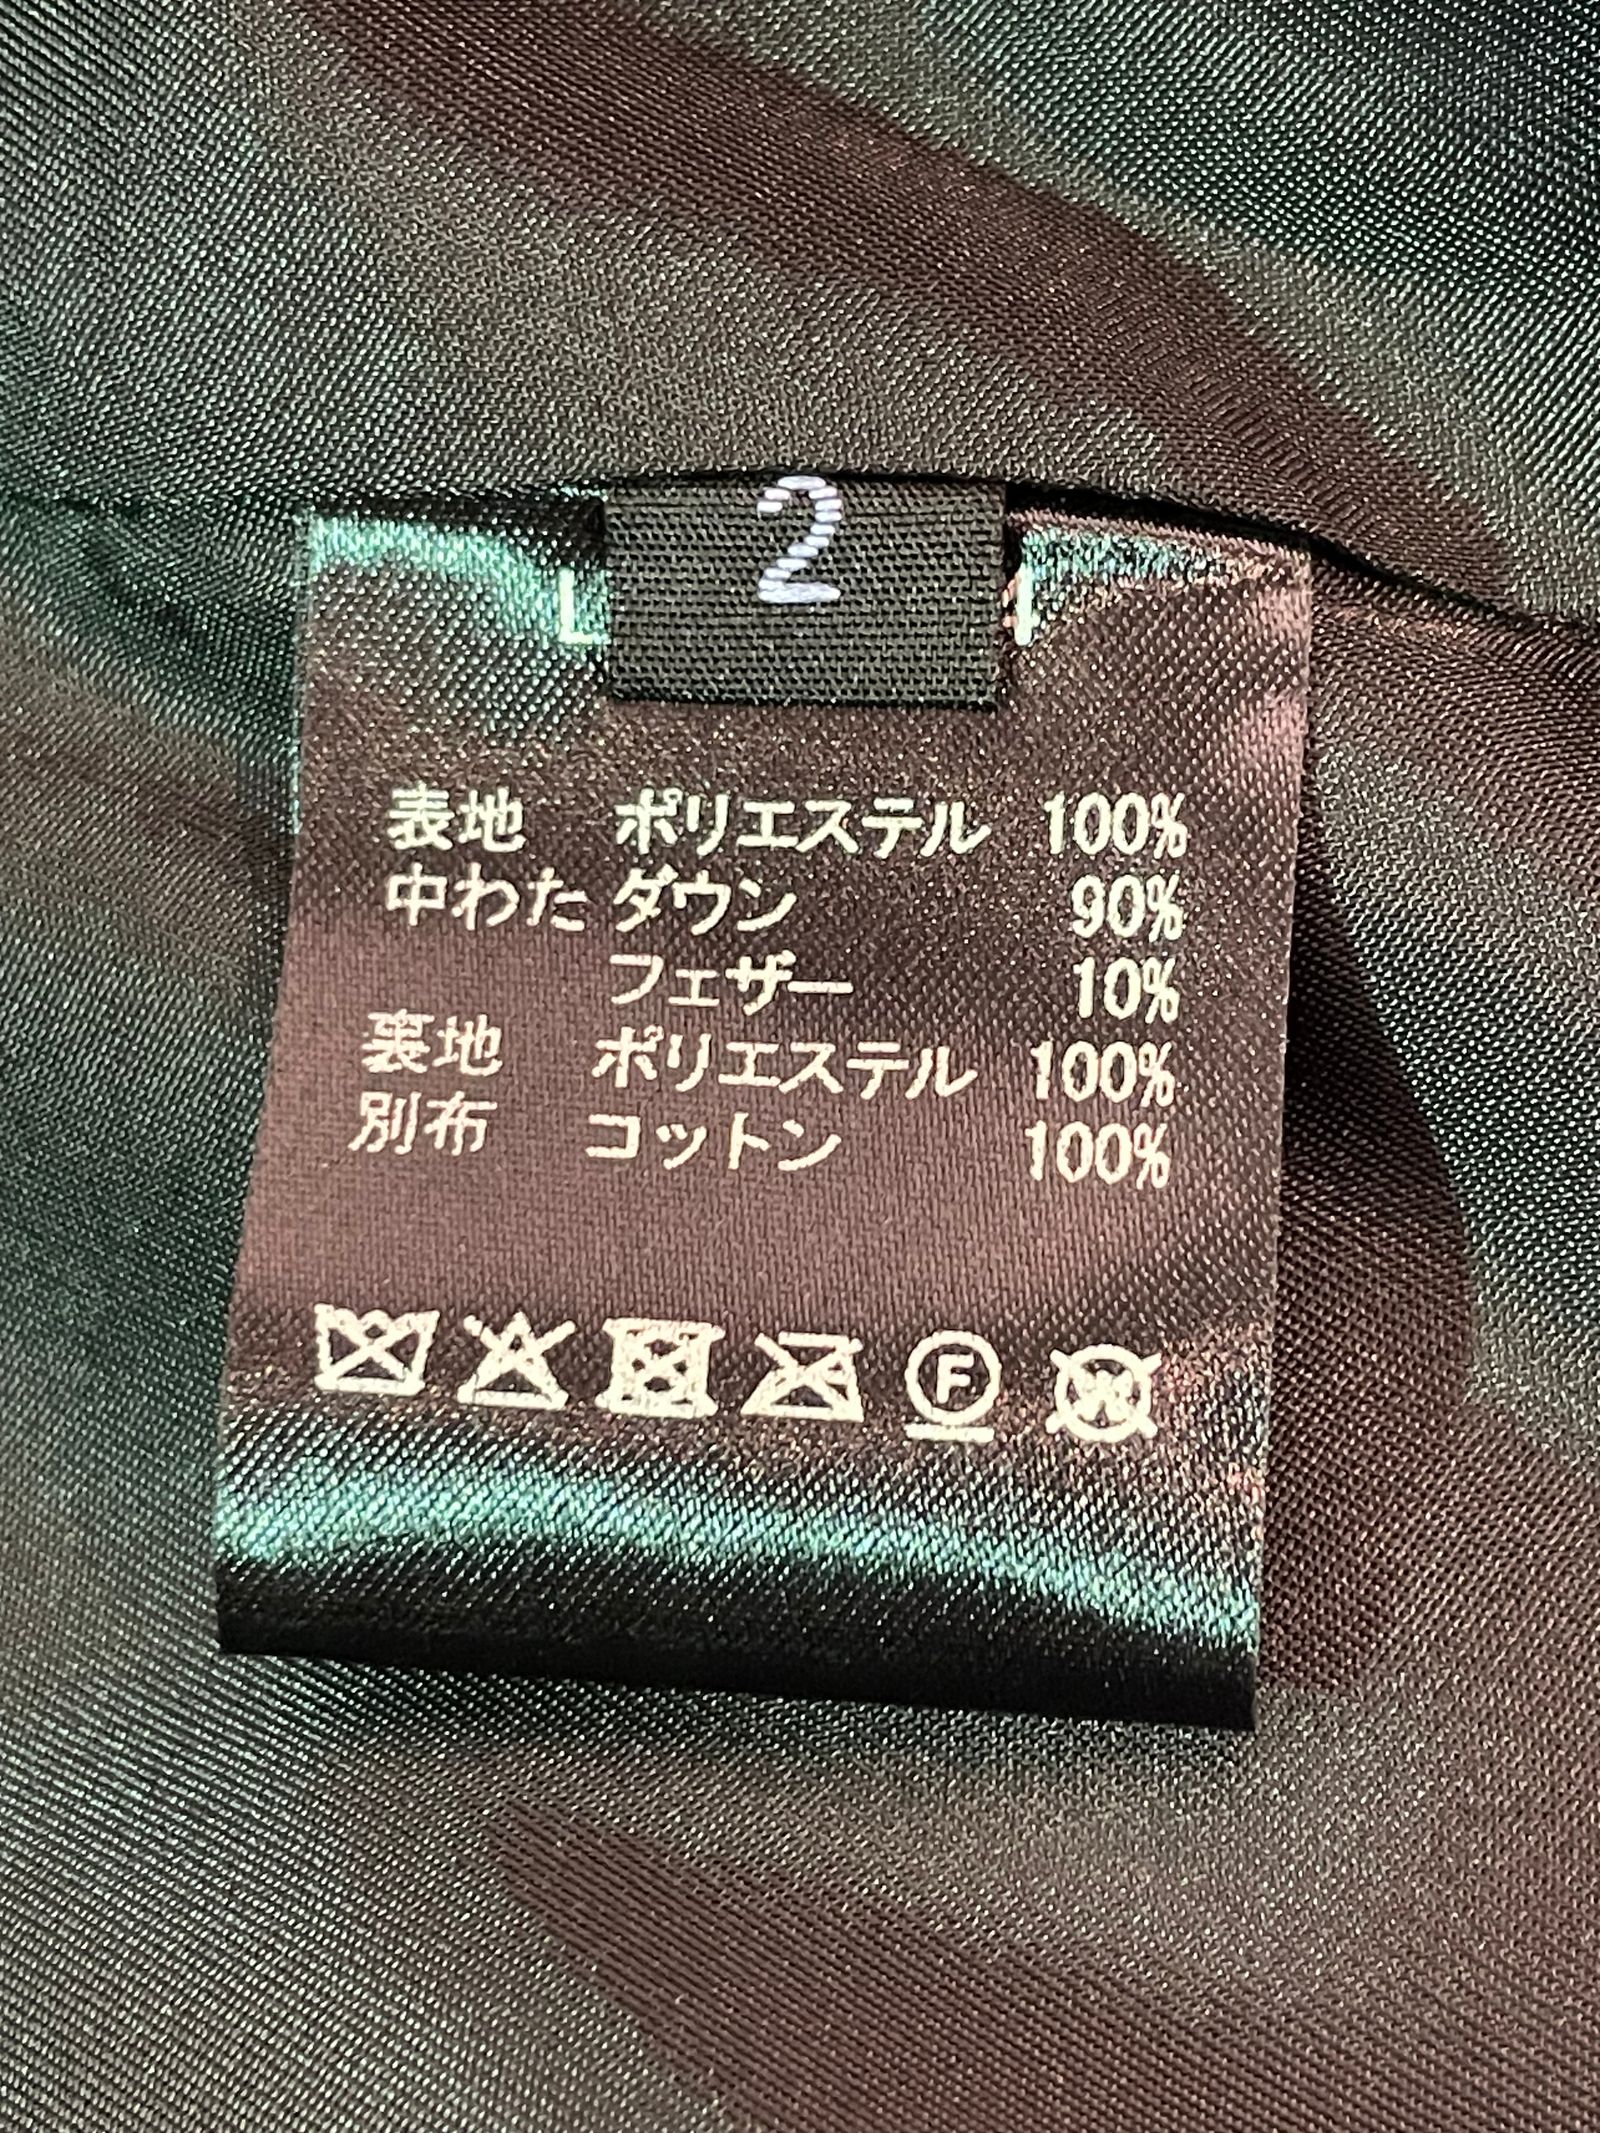 2
表地 ポリエステル 100%
中わた ダウン 90%
フェザー 10%
裏地 ポリエステル 100%
別布 コットン 100%
F
W